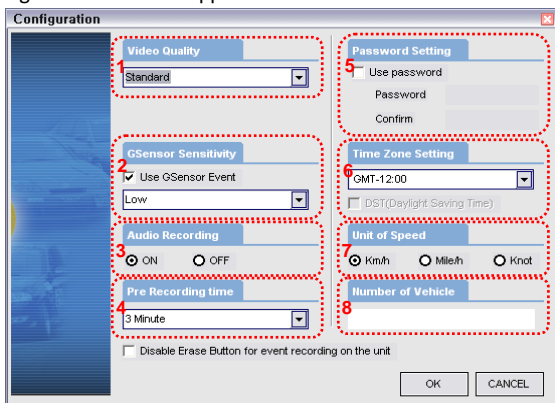 Configuration
Video Quality
1
Standard
GSensor Sensitivity
2
Use GSensor Event
Low
Audio Recording
3
ON OFF
Pre Recording time
4
3 Minute
Password Setting
5
Use password
Password
Confirm
Time Zone Setting
6
GMT-12:00
DST(Daylight Saving Time)
Unit of Speed
7
Km/h Mile/h Knot
Number of Vehicle
8
Disable Erase Button for event recording on the unit
OK CANCEL